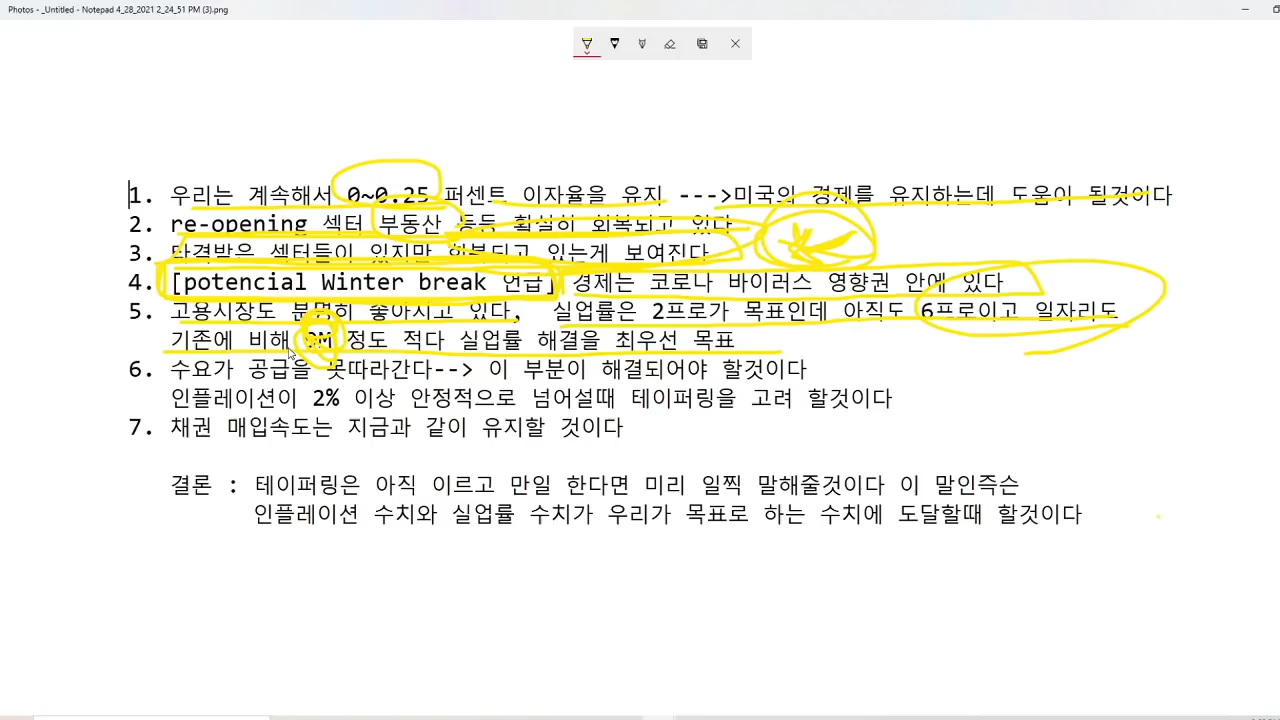 Photos - _Untitled - Notepad 4_28_2021 2_24_51 PM (3).png
1. 우리는 계속해서 0~0.25 퍼센트 이자율을 유지 --->미국의 경제를 유지하는데 도움이 될것이다
2. re-opening 섹터 부동산 등등 확실히 회복되고 있다
3. 타격받은 섹터들이 있지만 회복되고 있는게 보여진다
4. [potencial Winter break 언급] 경제는 코로나 바이러스 영향권 안에 있다
5. 고용시장도 분명히 좋아지고 있다, 실업률은 2프로가 목표인데 아직도 6프로이고 일자리도
기존에 비해 정도 적다 실업률 해결을 최우선 목표
6. 수요가 공급을 못따라간다--> 이 부분이 해결되어야 할것이다
인플레이션이 2% 이상 안정적으로 넘어설때 테이퍼링을 고려 할것이다
7. 채권 매입속도는 지금과 같이 유지할 것이다
결론 : 테이퍼링은 아직 이르고 만일 한다면 미리 일찍 말해줄것이다 이 말인즉슨
인플레이션 수치와 실업률 수치가 우리가 목표로 하는 수치에 도달할때 할것이다